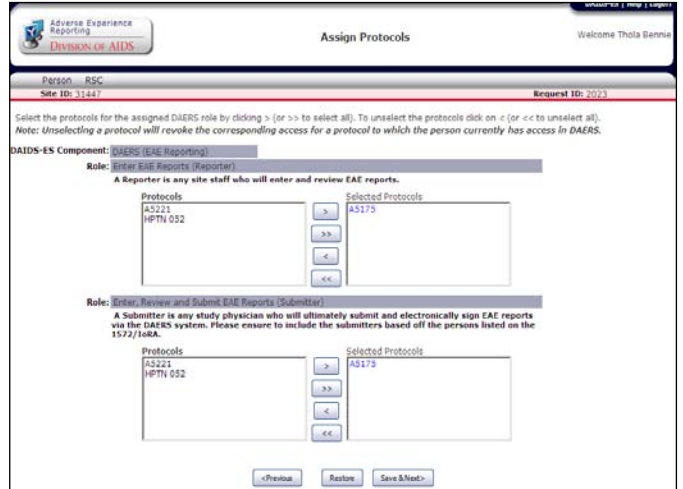 DAIDS-ES | Help | Logout
Adverse Experience
Reporting
DIVISION OF AIDS
Assign Protocols
Welcome Thola Bennie
Person RSC
Site ID: 31447 Request ID: 2023
Select the protocols for the assigned DAERS role by clicking > (or >> to select all). To unselect the protocols click on < (or << to unselect all).
Note: Unselecting a protocol will revoke the corresponding access for a protocol to which the person currently has access in DAERS.
DAIDS-ES Component: DAERS (EAE Reporting)
Role: Enter EAE Reports (Reporter)
A Reporter is any site staff who will enter and review EAE reports.
Protocols Selected Protocols
A5221 A5175
HPTN 052
>
>>
<
<<
Role: Enter, Review and Submit EAE Reports (Submitter)
A Submitter is any study physician who will ultimately submit and electronically sign EAE reports
via the DAERS system. Please ensure to include the submitters based off the persons listed on the
1572/IoRA.
Protocols Selected Protocols
A5221 A5175
HPTN 052
>
>>
<
<<
<Previous Restore Save &Next>